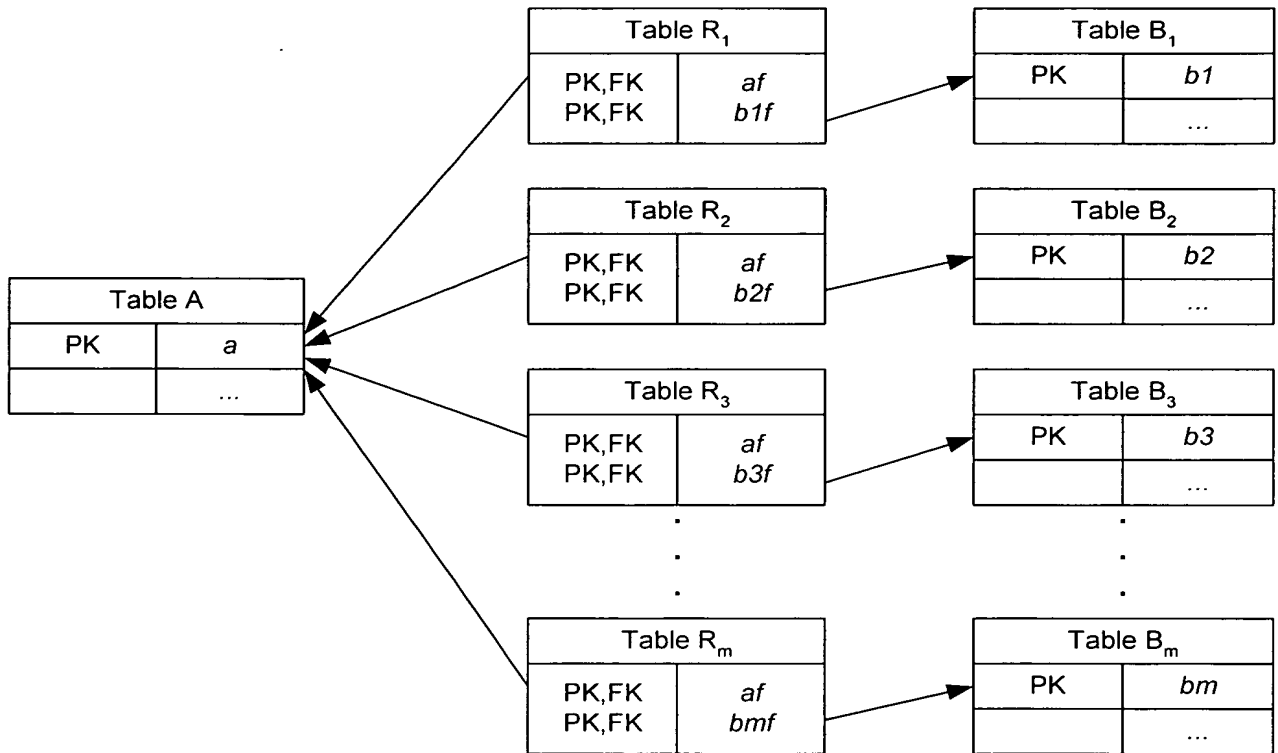 Table A
PK a
...
Table R₁
PK,FK af
PK,FK b1f
Table B₁
PK b1
...
Table R₂
PK,FK af
PK,FK b2f
Table B₂
PK b2
...
Table R₃
PK,FK af
PK,FK b3f
Table B₃
PK b3
...
Table Rₘ
PK,FK af
PK,FK bmf
Table Bₘ
PK bm
...